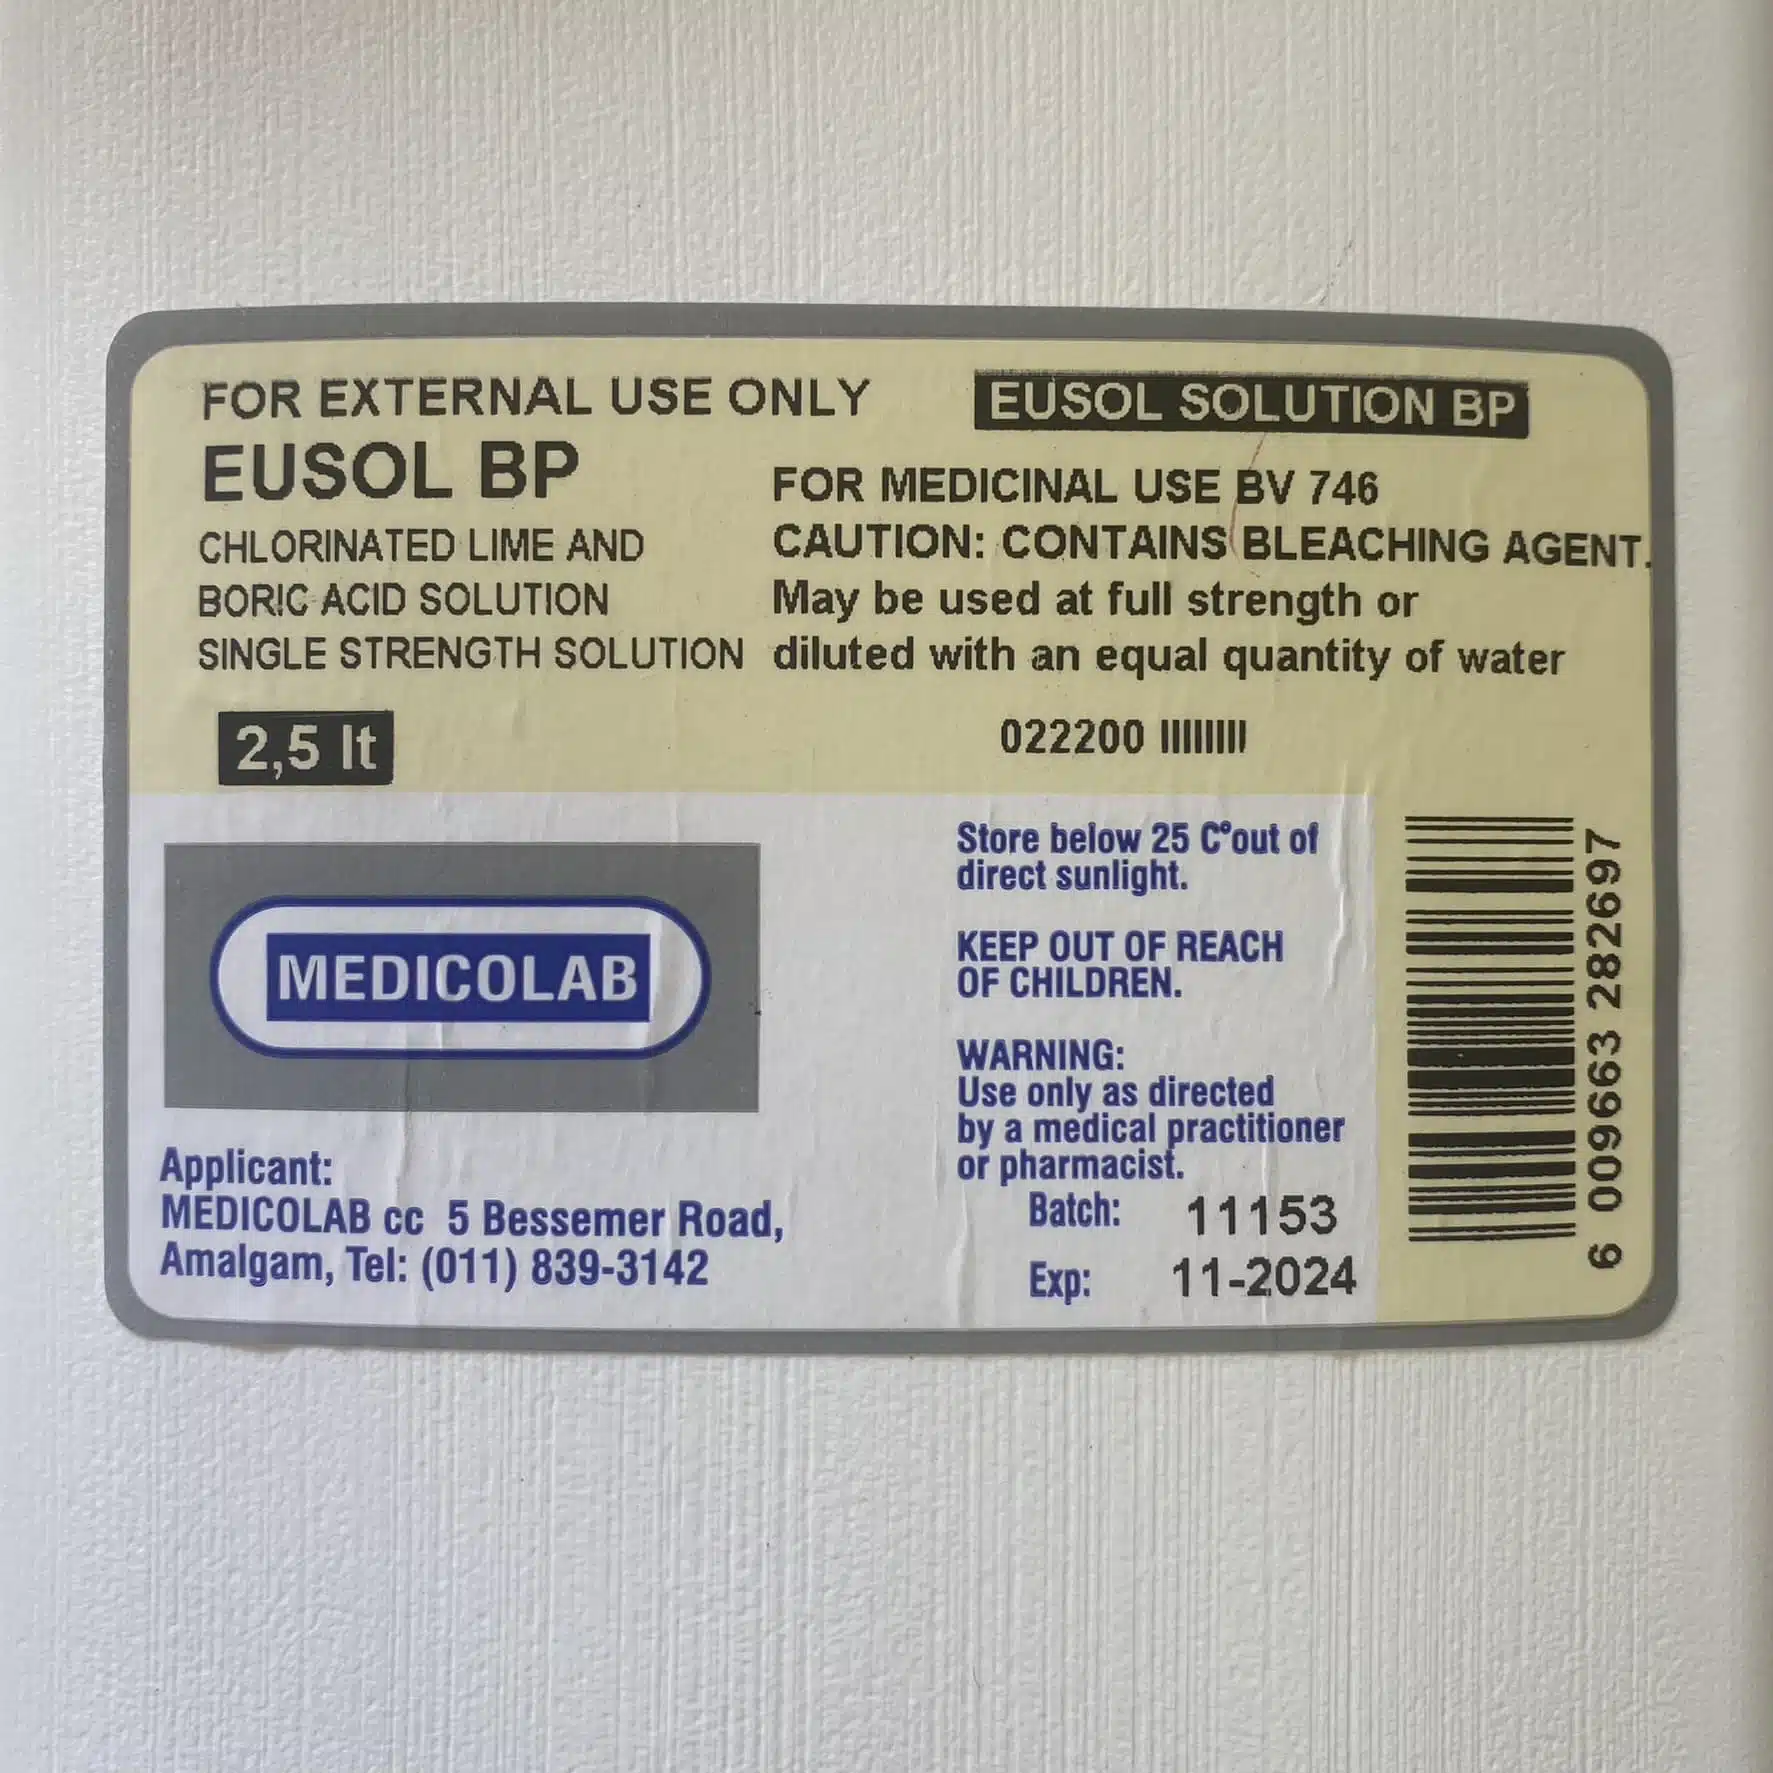 FOR EXTERNAL USE ONLY
EUSOL BP
CHLORINATED LIME AND
BORIC ACID SOLUTION
SINGLE STRENGTH SOLUTION
2,5 lt
EUSOL SOLUTION BP
FOR MEDICINAL USE BV 746
CAUTION: CONTAINS BLEACHING AGENT.
May be used at full strength or
diluted with an equal quantity of water
022200 IIIIIIII
MEDICOLAB
Applicant:
MEDICOLAB cc 5 Bessemer Road,
Amalgam, Tel: (011) 839-3142
Store below 25 C°out of
direct sunlight.
KEEP OUT OF REACH
OF CHILDREN.
WARNING:
Use only as directed
by a medical practitioner
or pharmacist.
Batch: 11153
Exp: 11-2024
6 009663 282697